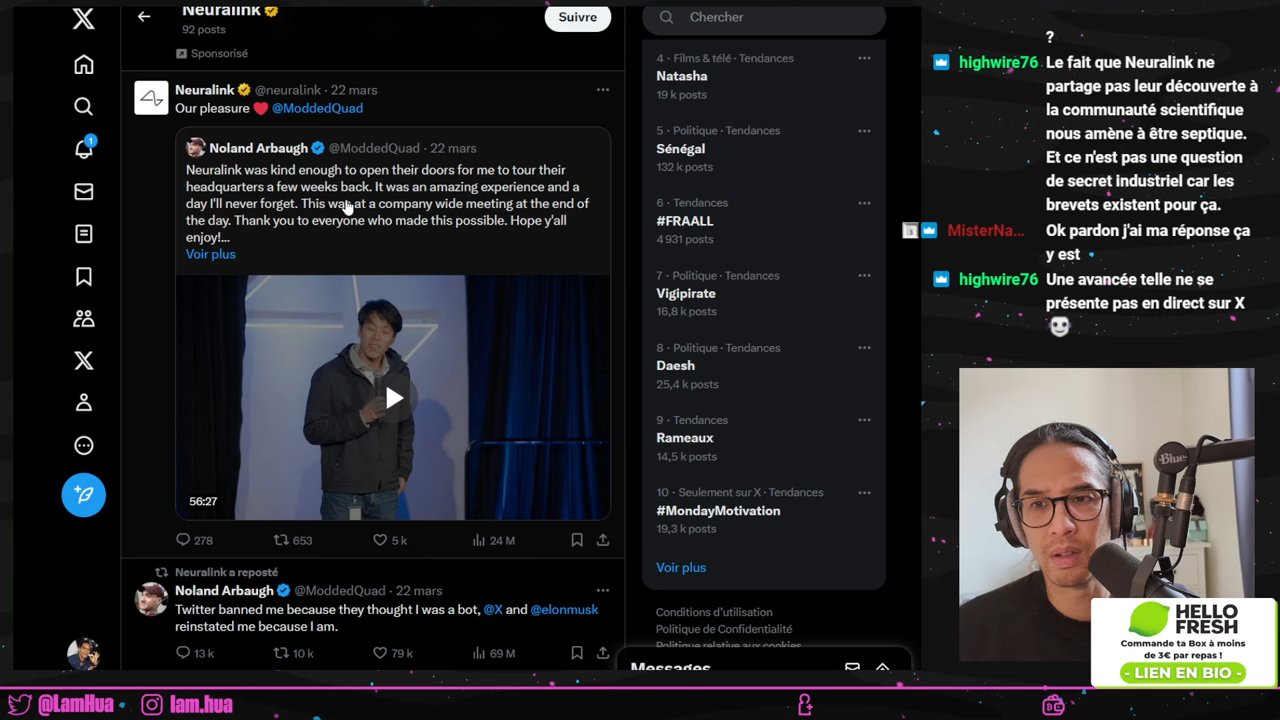 Neuralink
92 posts
Suivre
Sponsorisé
Neuralink @neuralink · 22 mars
Our pleasure ❤️ @ModdedQuad
Noland Arbaugh @ModdedQuad · 22 mars
Neuralink was kind enough to open their doors for me to tour their
headquarters a few weeks back. It was an amazing experience and a
day I'll never forget. This was at a company wide meeting at the end of
the day. Thank you to everyone who made this possible. Hope y'all
enjoy!...
Voir plus
56:27
278 653 5 k 24 M
Neuralink a reposté
Noland Arbaugh @ModdedQuad · 22 mars
Twitter banned me because they thought I was a bot, @X and @elonmusk
reinstated me because I am.
13 k 10 k 79 k 69 M
1
Chercher
4 · Films & télé · Tendances
Natasha
19 k posts
5 · Politique · Tendances
Sénégal
132 k posts
6 · Tendances
#FRAALL
4 931 posts
7 · Politique · Tendances
Vigipirate
16,8 k posts
8 · Politique · Tendances
Daesh
25,4 k posts
9 · Tendances
Rameaux
14,5 k posts
10 · Seulement sur X · Tendances
#MondayMotivation
19,3 k posts
Voir plus
Conditions d'utilisation
Politique de Confidentialité
Politique relative aux cookies
Messages
?
highwire76 Le fait que Neuralink ne
partage pas leur découverte à
la communauté scientifique
nous amène à être septique.
Et ce n'est pas une question
de secret industriel car les
brevets existent pour ça.
MisterNa... Ok pardon j'ai ma réponse ça
y est
highwire76 Une avancée telle ne se
présente pas en direct sur X
Blue
HELLO
FRESH
Commande ta Box à moins
de 3€ par repas !
- LIEN EN BIO -
@LamHua lam.hua